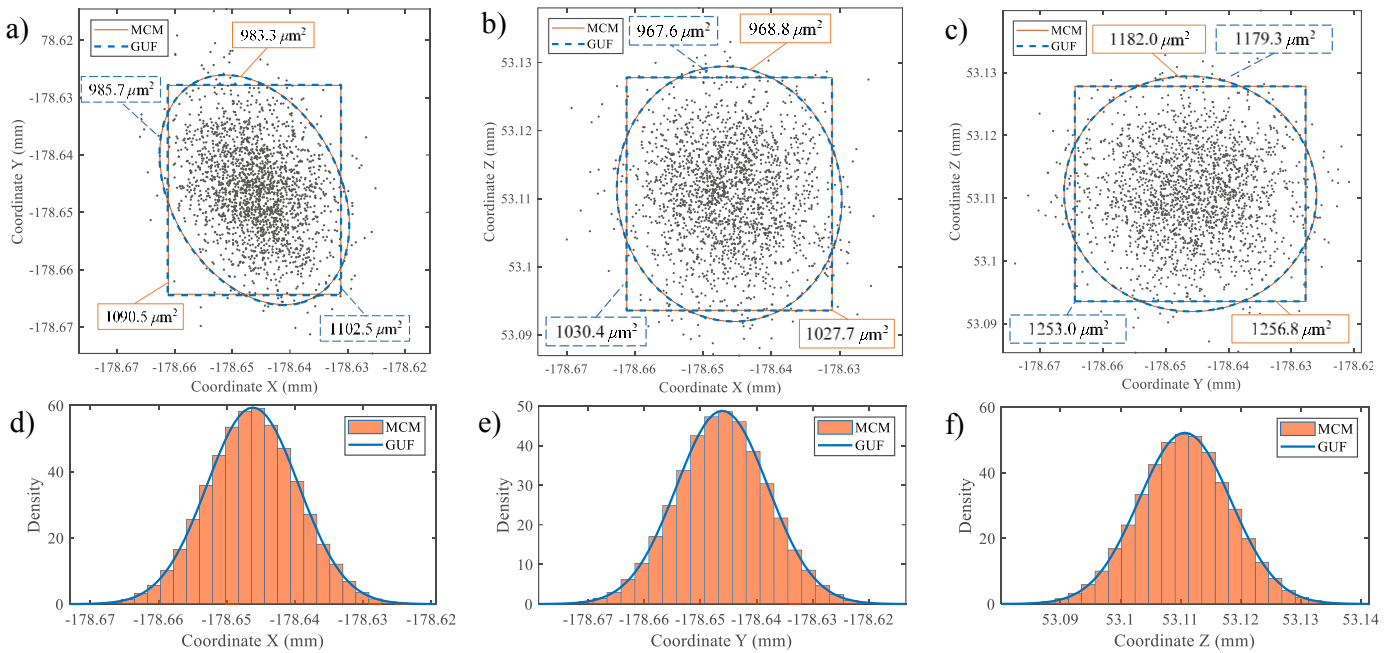 a)
MCM
GUF
983.3 μm²
985.7 μm²
1090.5 μm²
1102.5 μm²
-178.62
-178.63
-178.64
-178.65
-178.66
-178.67
Coordinate Y (mm)
-178.67 -178.66 -178.65 -178.64 -178.63 -178.62
Coordinate X (mm)
b)
MCM
GUF
967.6 μm²
968.8 μm²
1030.4 μm²
1027.7 μm²
53.13
53.12
53.11
53.1
53.09
Coordinate Z (mm)
-178.67 -178.66 -178.65 -178.64 -178.63
Coordinate X (mm)
c)
MCM
GUF
1182.0 μm²
1179.3 μm²
1253.0 μm²
1256.8 μm²
53.13
53.12
53.11
53.1
53.09
Coordinate Z (mm)
-178.67 -178.66 -178.65 -178.64 -178.63 -178.62
Coordinate Y (mm)
d)
MCM
GUF
60
40
20
0
Density
-178.67 -178.66 -178.65 -178.64 -178.63 -178.62
Coordinate X (mm)
e)
MCM
GUF
50
40
30
20
10
0
Density
-178.67 -178.66 -178.65 -178.64 -178.63 -178.62
Coordinate Y (mm)
f)
MCM
GUF
60
40
20
0
Density
53.09 53.1 53.11 53.12 53.13 53.14
Coordinate Z (mm)